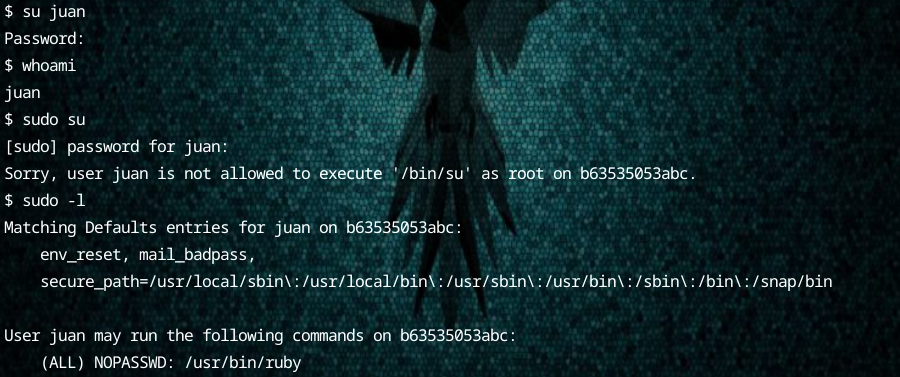 $ su juan
Password:
$ whoami
juan
$ sudo su
[sudo] password for juan:
Sorry, user juan is not allowed to execute '/bin/su' as root on b63535053abc.
$ sudo -l
Matching Defaults entries for juan on b63535053abc:
    env_reset, mail_badpass,
    secure_path=/usr/local/sbin\:/usr/local/bin\:/usr/sbin\:/usr/bin\:/sbin\:/bin\:/snap/bin

User juan may run the following commands on b63535053abc:
    (ALL) NOPASSWD: /usr/bin/ruby